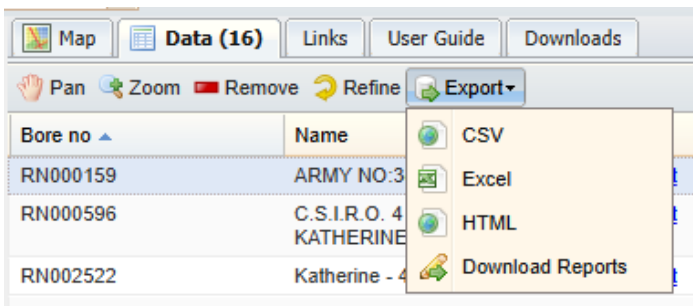 Map Data (16) Links User Guide Downloads
Pan Zoom Remove Refine Export
Bore no Name
CSV
RN000159 ARMY NO:3
Excel
RN000596 C.S.I.R.O. 4
KATHERINE
HTML
RN002522 Katherine - 4
Download Reports